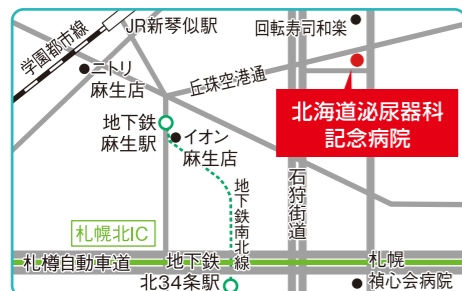 JR新琴似駅
回転寿司和楽
学園都市線
ニトリ
麻生店
丘珠空港通
地下鉄
麻生駅
イオン
麻生店
北海道泌尿器科
記念病院
地下鉄南北線
石狩街道
札幌北IC
札樽自動車道
地下鉄
北34条駅
札幌
禎心会病院